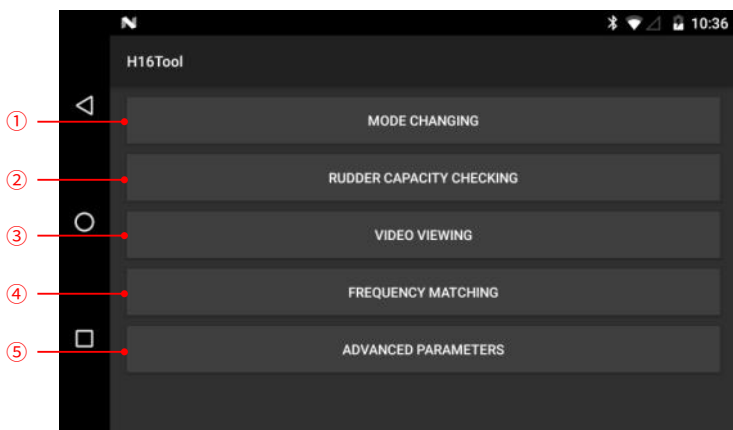 10:36
H16Tool
① MODE CHANGING
② RUDDER CAPACITY CHECKING
③ VIDEO VIEWING
④ FREQUENCY MATCHING
⑤ ADVANCED PARAMETERS